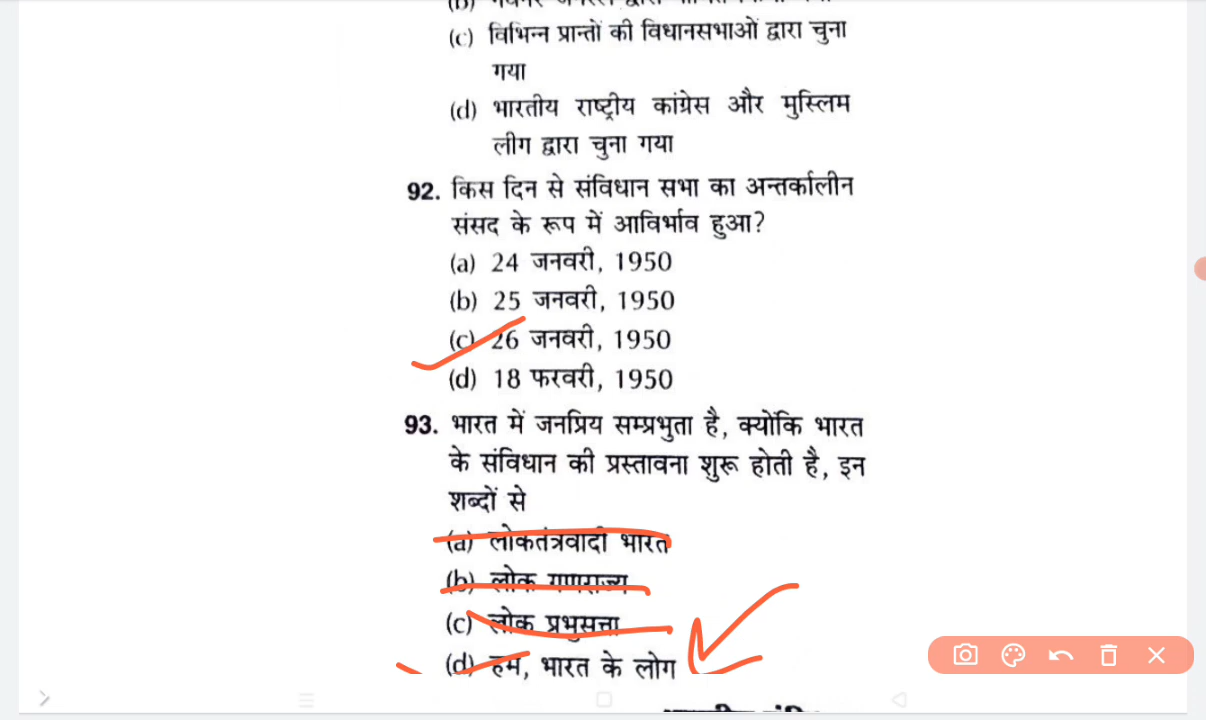 (c) विभिन्न प्रान्तों की विधानसभाओं द्वारा चुना
गया
(d) भारतीय राष्ट्रीय कांग्रेस और मुस्लिम
लीग द्वारा चुना गया
92. किस दिन से संविधान सभा का अन्तर्कालीन
संसद के रूप में आविर्भाव हुआ?
(a) 24 जनवरी, 1950
(b) 25 जनवरी, 1950
(c) 26 जनवरी, 1950
(d) 18 फरवरी, 1950
93. भारत में जनप्रिय सम्प्रभुता है, क्योंकि भारत
के संविधान की प्रस्तावना शुरू होती है, इन
शब्दों से
(a) लोकतंत्रवादी भारत
(b) लोक गणराज्य
(c) लोक प्रभुसत्ता
(d) हम, भारत के लोग